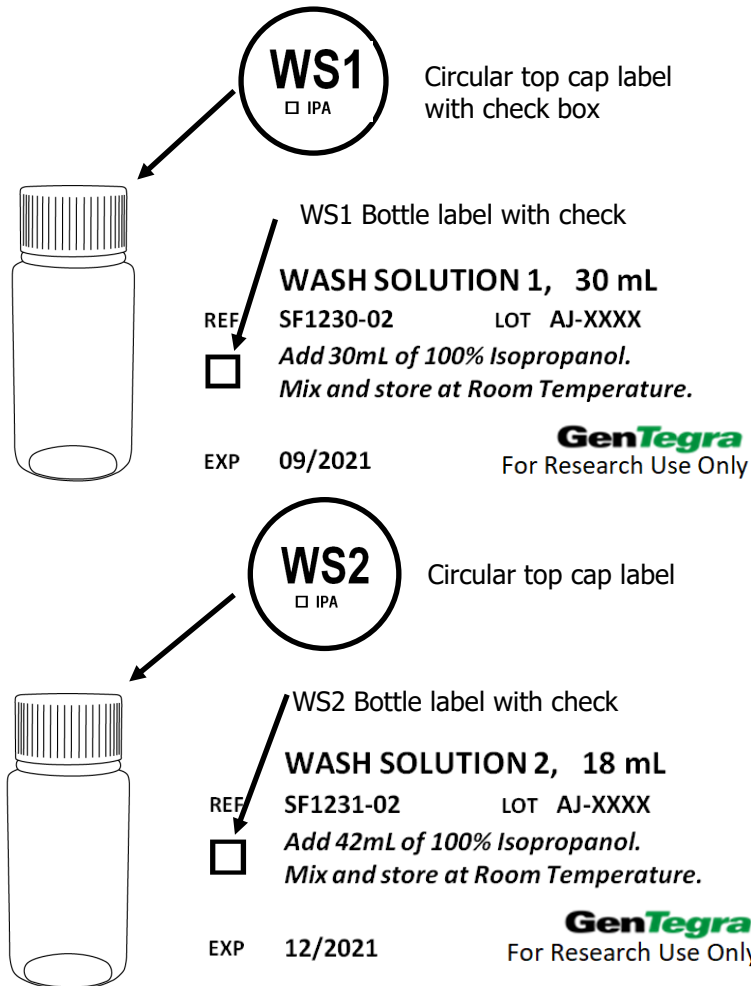 WS1
☐ IPA
Circular top cap label
with check box
WS1 Bottle label with check
WASH SOLUTION 1, 30 mL
REF SF1230-02 LOT AJ-XXXX
Add 30mL of 100% Isopropanol.
Mix and store at Room Temperature.
GenTegra
EXP 09/2021 For Research Use Only
WS2
☐ IPA
Circular top cap label
WS2 Bottle label with check
WASH SOLUTION 2, 18 mL
REF SF1231-02 LOT AJ-XXXX
Add 42mL of 100% Isopropanol.
Mix and store at Room Temperature.
GenTegra
EXP 12/2021 For Research Use Only